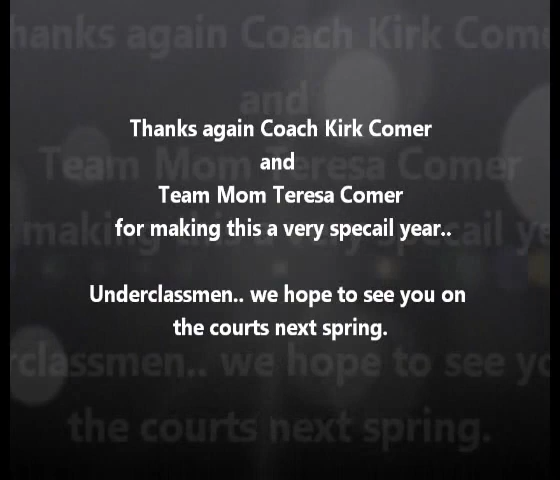 Thanks again Coach Kirk Comer
and
Team Mom Teresa Comer
for making this a very specail year..
Underclassmen.. we hope to see you on
the courts next spring.